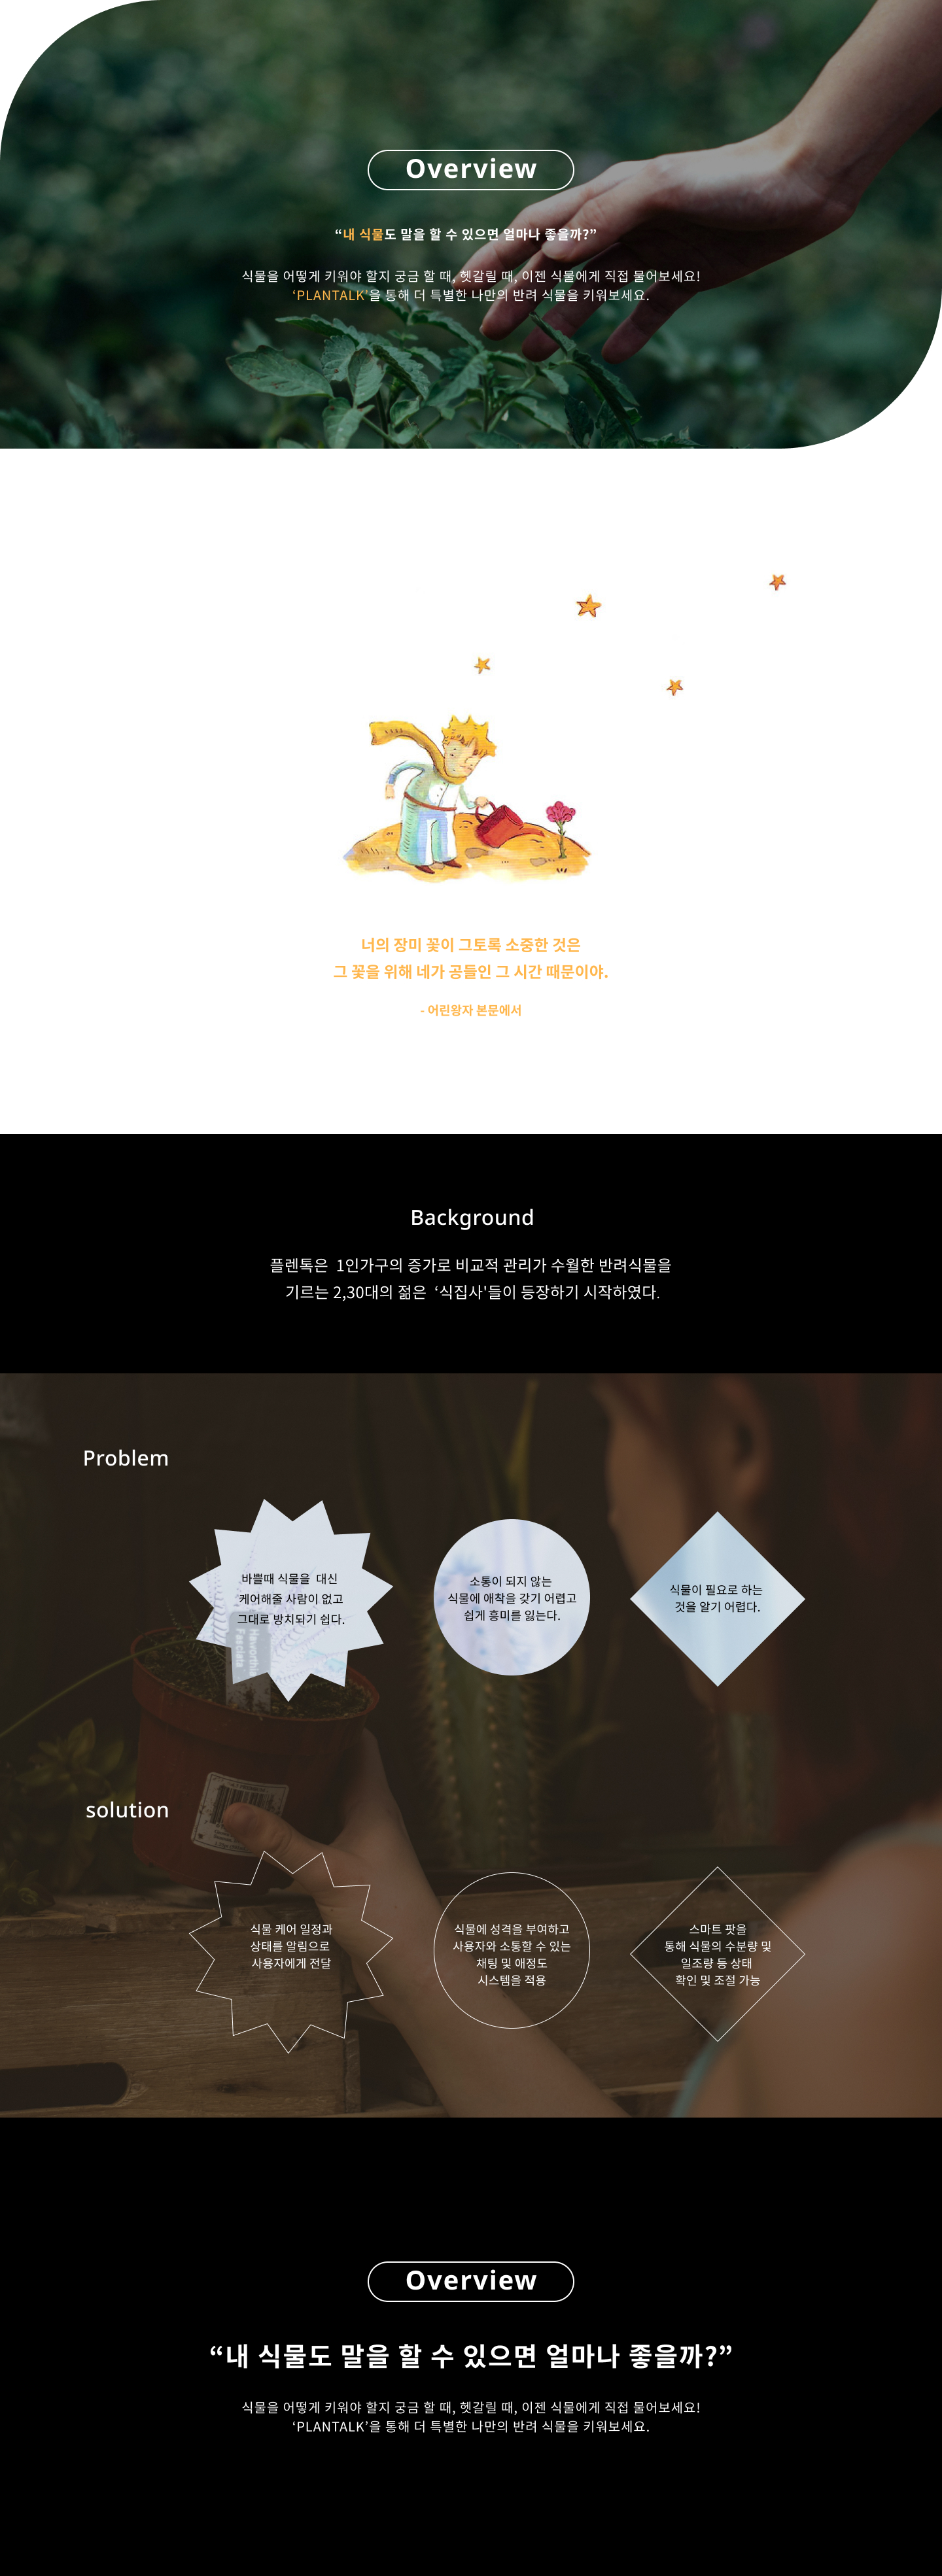 Overview
“내 식물도 말을 할 수 있으면 얼마나 좋을까?”
식물을 어떻게 키워야 할지 궁금 할 때, 헷갈릴 때, 이젠 식물에게 직접 물어보세요!
‘PLANTALK’을 통해 더 특별한 나만의 반려 식물을 키워보세요.
너의 장미 꽃이 그토록 소중한 것은
그 꽃을 위해 네가 공들인 그 시간 때문이야.
- 어린왕자 본문에서
Background
플렌톡은 1인가구의 증가로 비교적 관리가 수월한 반려식물을
기르는 2,30대의 젊은 ‘식집사'들이 등장하기 시작하였다.
Problem
바쁠때 식물을 대신
케어해줄 사람이 없고
그대로 방치되기 쉽다.
소통이 되지 않는
식물에 애착을 갖기 어렵고
쉽게 흥미를 잃는다.
식물이 필요로 하는
것을 알기 어렵다.
solution
식물 케어 일정과
상태를 알림으로
사용자에게 전달
식물에 성격을 부여하고
사용자와 소통할 수 있는
채팅 및 애정도
시스템을 적용
스마트 팟을
통해 식물의 수분량 및
일조량 등 상태
확인 및 조절 가능
Overview
“내 식물도 말을 할 수 있으면 얼마나 좋을까?”
식물을 어떻게 키워야 할지 궁금 할 때, 헷갈릴 때, 이젠 식물에게 직접 물어보세요!
‘PLANTALK’을 통해 더 특별한 나만의 반려 식물을 키워보세요.